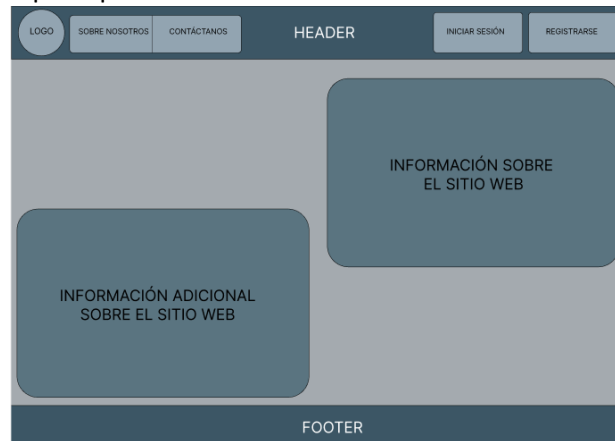 LOGO
SOBRE NOSOTROS
CONTÁCTANOS
HEADER
INICIAR SESIÓN
REGISTRARSE
INFORMACIÓN SOBRE
EL SITIO WEB
INFORMACIÓN ADICIONAL
SOBRE EL SITIO WEB
FOOTER